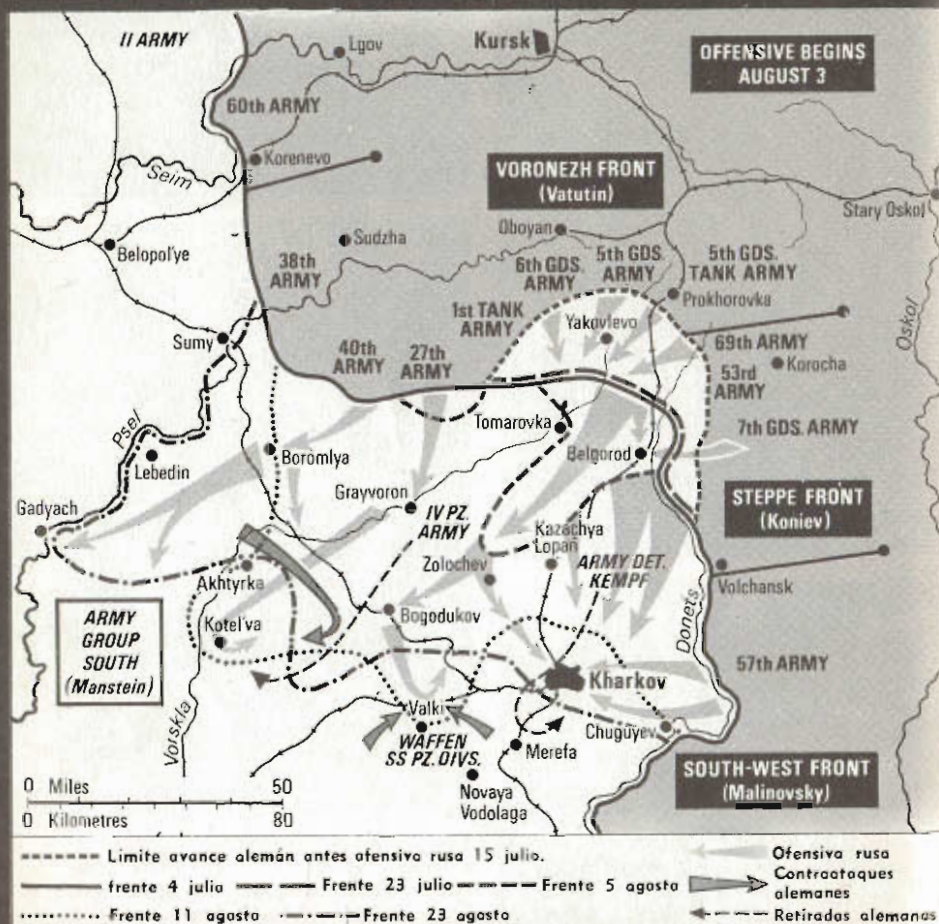 II ARMY
Lgov
Kursk
OFFENSIVE BEGINS
AUGUST 3
60th ARMY
Korenevo
Seim
VORONEZH FRONT
(Vatutin)
Stary Oskol
Belopol'ye
Sudzha
Oboyan
38th
ARMY
6th GDS.
ARMY
5th GDS.
ARMY
5th GDS.
TANK ARMY
Prokhorovka
Oskol
1st TANK
ARMY
Yakovlevo
Sumy
40th
ARMY
27th
ARMY
69th ARMY
Korocha
53rd
ARMY
Psel
Tomarovka
7th GDS. ARMY
Lebedin
Boromlya
Belgorod
Gadyach
Grayvoron
STEPPE FRONT
(Koniev)
IV PZ.
ARMY
Kazachya
Lopan
Zolochev
ARMY DET.
KEMPF
Akhtyrka
Volchansk
ARMY
GROUP
SOUTH
(Manstein)
Kotel'va
Bogodukov
Donets
57th ARMY
Kharkov
Vorskla
Valki
Chuguyev
WAFFEN
SS PZ. DIVS.
Merefa
SOUTH-WEST FRONT
(Malinovsky)
Novaya
Vodolaga
0 Miles 50
0 Kilometres 80
Limite avance alemán antes ofensiva rusa 15 julio.
Ofensiva rusa
frente 4 julio
Frente 23 julio
Frente 5 agosto
Contraataques
alemanes
Frente 11 agosto
Frente 23 agosto
Retiradas alemanas